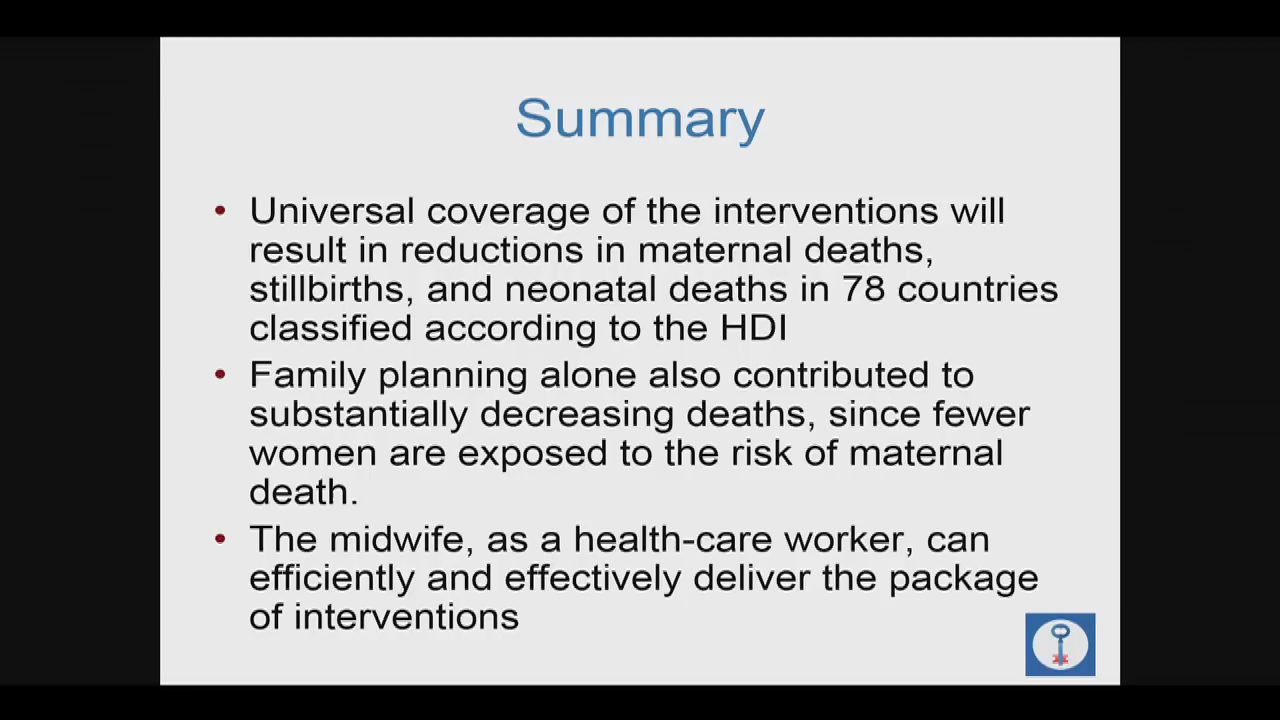 Summary
• Universal coverage of the interventions will
result in reductions in maternal deaths,
stillbirths, and neonatal deaths in 78 countries
classified according to the HDI
• Family planning alone also contributed to
substantially decreasing deaths, since fewer
women are exposed to the risk of maternal
death.
• The midwife, as a health-care worker, can
efficiently and effectively deliver the package
of interventions